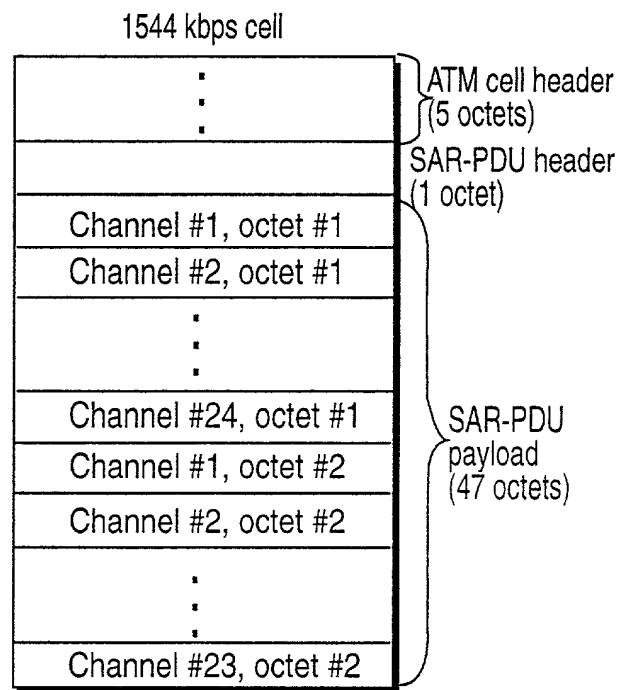 1544 kbps cell
ATM cell header
(5 octets)
SAR-PDU header
(1 octet)
Channel #1, octet #1
Channel #2, octet #1
Channel #24, octet #1
Channel #1, octet #2
Channel #2, octet #2
Channel #23, octet #2
SAR-PDU
payload
(47 octets)